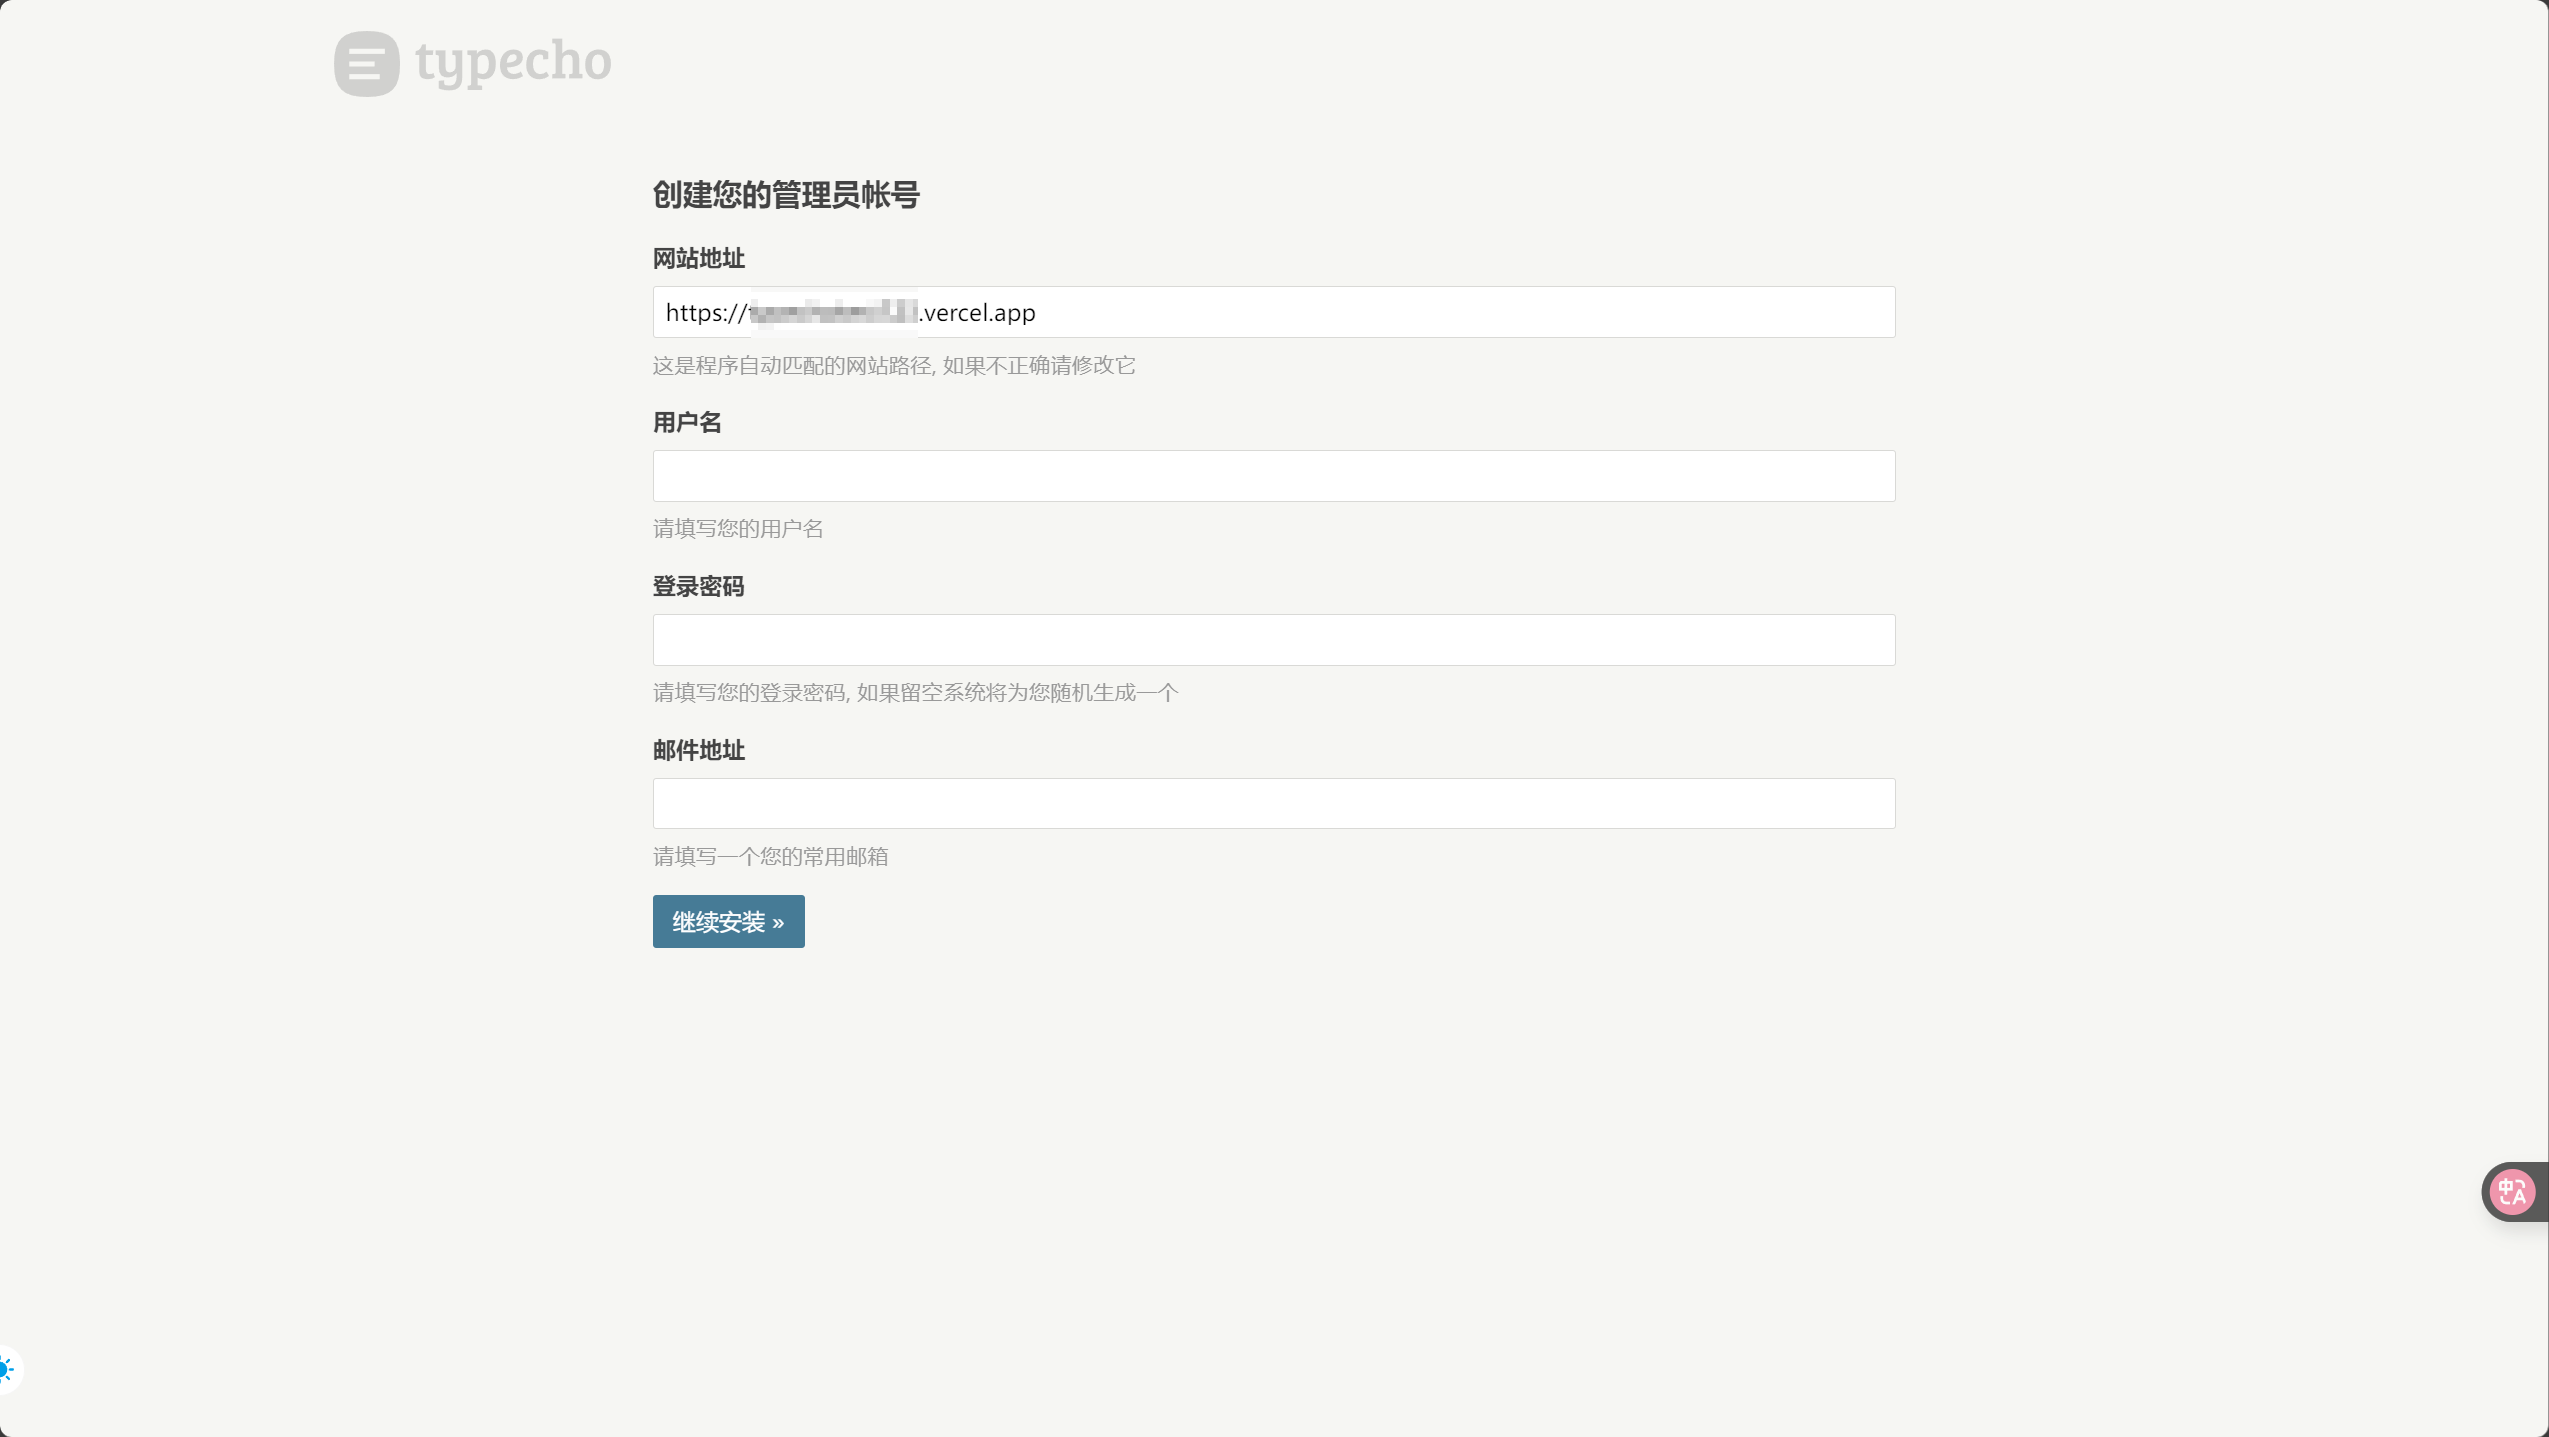 typecho
创建您的管理员帐号
网站地址
https://
.vercel.app
这是程序自动匹配的网站路径, 如果不正确请修改它
用户名
请填写您的用户名
登录密码
请填写您的登录密码, 如果留空系统将为您随机生成一个
邮件地址
请填写一个您的常用邮箱
继续安装 »
中A